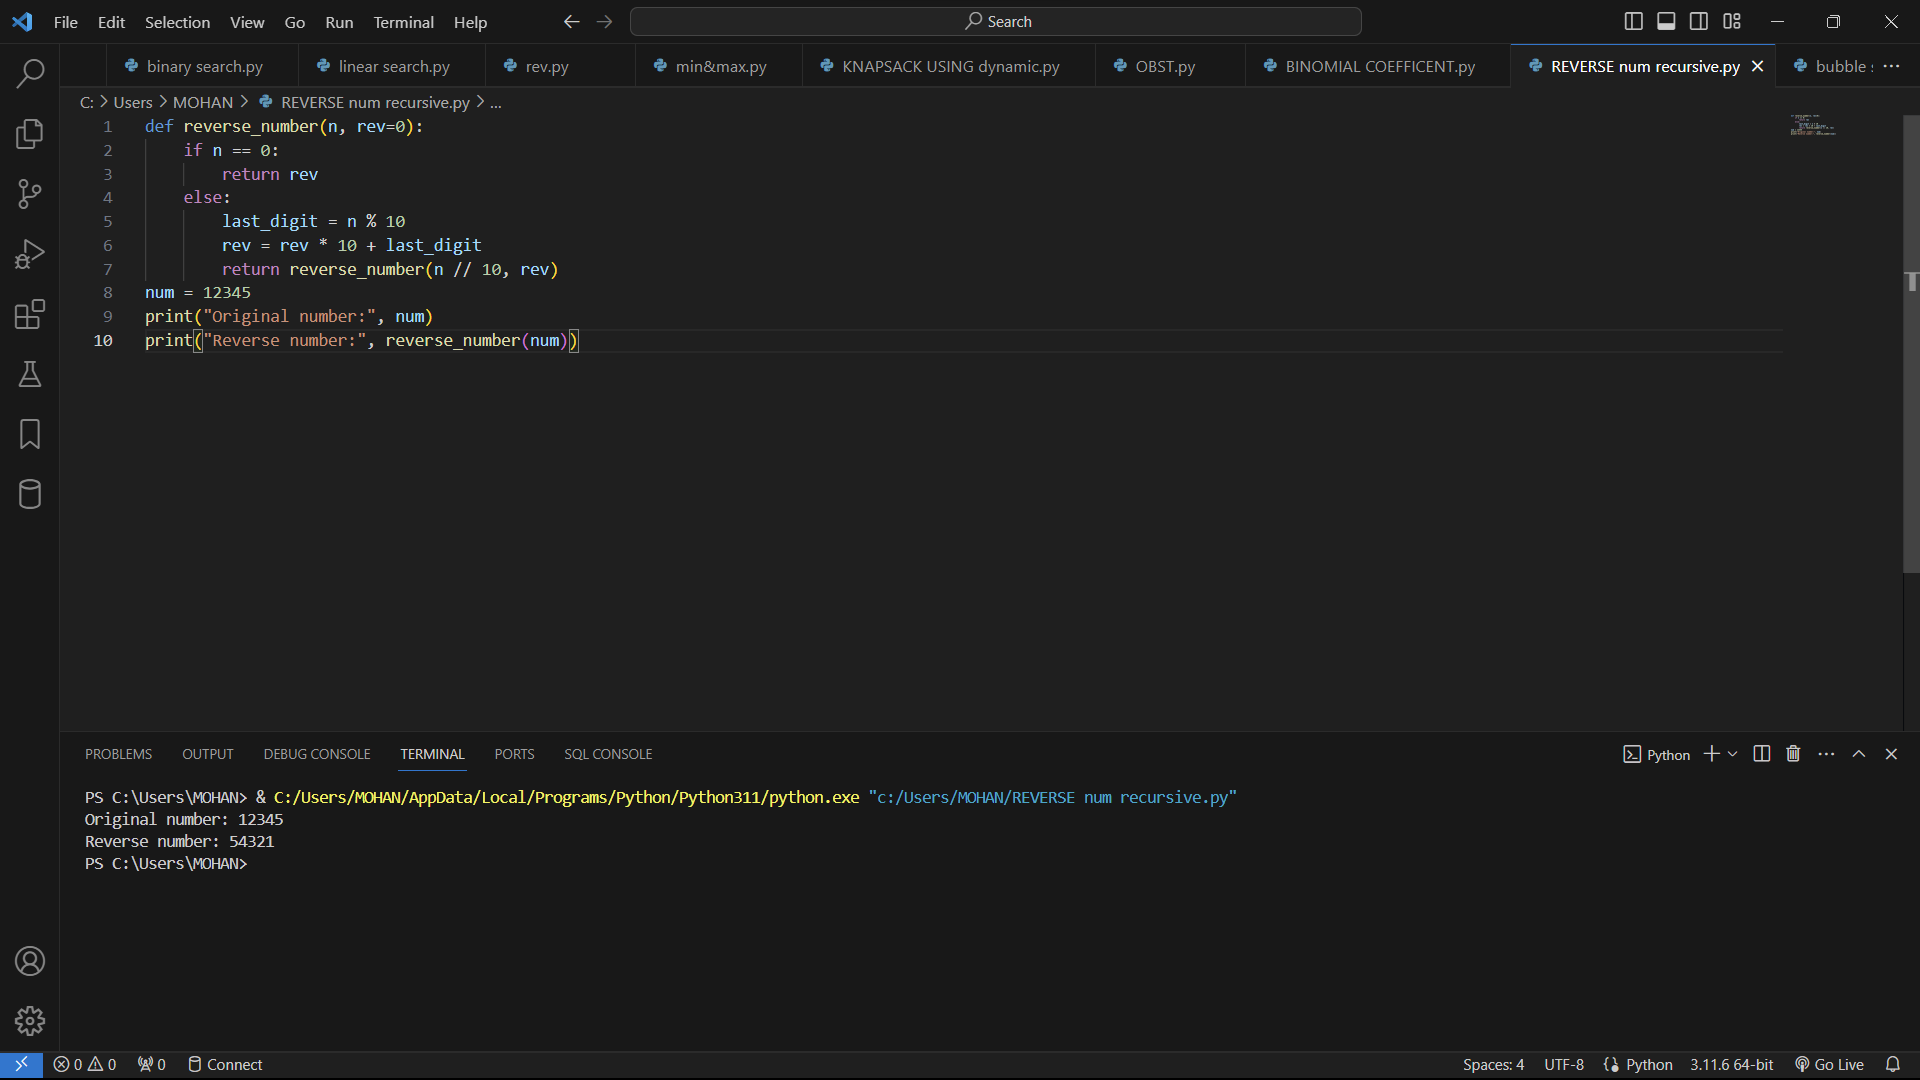 File Edit Selection View Go Run Terminal Help Search
binary search.py linear search.py rev.py min&max.py KNAPSACK USING dynamic.py OBST.py BINOMIAL COEFFICENT.py REVERSE num recursive.py bubble
C: > Users > MOHAN > REVERSE num recursive.py > ...
1 def reverse_number(n, rev=0):
2 if n == 0:
3 return rev
4 else:
5 last_digit = n % 10
6 rev = rev * 10 + last_digit
7 return reverse_number(n // 10, rev)
8 num = 12345
9 print("Original number:", num)
10 print("Reverse number:", reverse_number(num))
PROBLEMS OUTPUT DEBUG CONSOLE TERMINAL PORTS SQL CONSOLE Python
PS C:\Users\MOHAN> & C:/Users/MOHAN/AppData/Local/Programs/Python/Python311/python.exe "c:/Users/MOHAN/REVERSE num recursive.py"
Original number: 12345
Reverse number: 54321
PS C:\Users\MOHAN>
0 0 0 Connect Spaces: 4 UTF-8 Python 3.11.6 64-bit Go Live